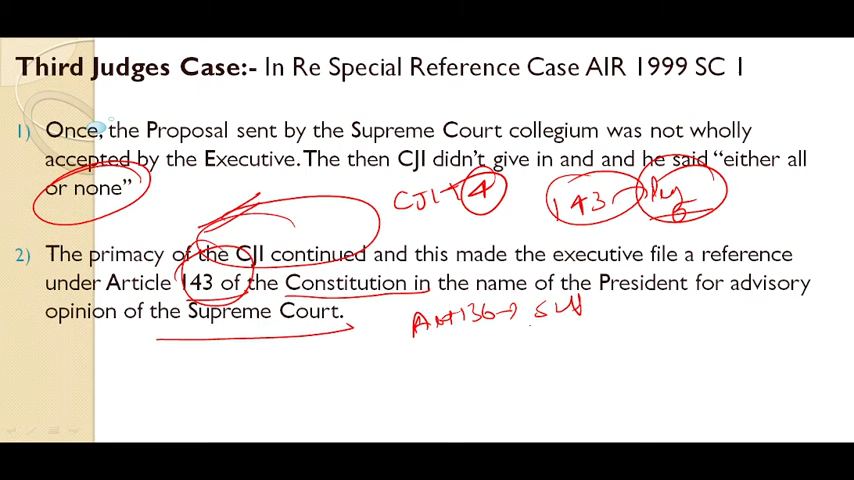 Third Judges Case:- In Re Special Reference Case AIR 1999 SC 1
1) Once, the Proposal sent by the Supreme Court collegium was not wholly
accepted by the Executive. The then CJI didn't give in and and he said "either all
or none"
CJI + 4
143 →
2) The primacy of the CJI continued and this made the executive file a reference
under Article 143 of the Constitution in the name of the President for advisory
opinion of the Supreme Court.
Art 136 →